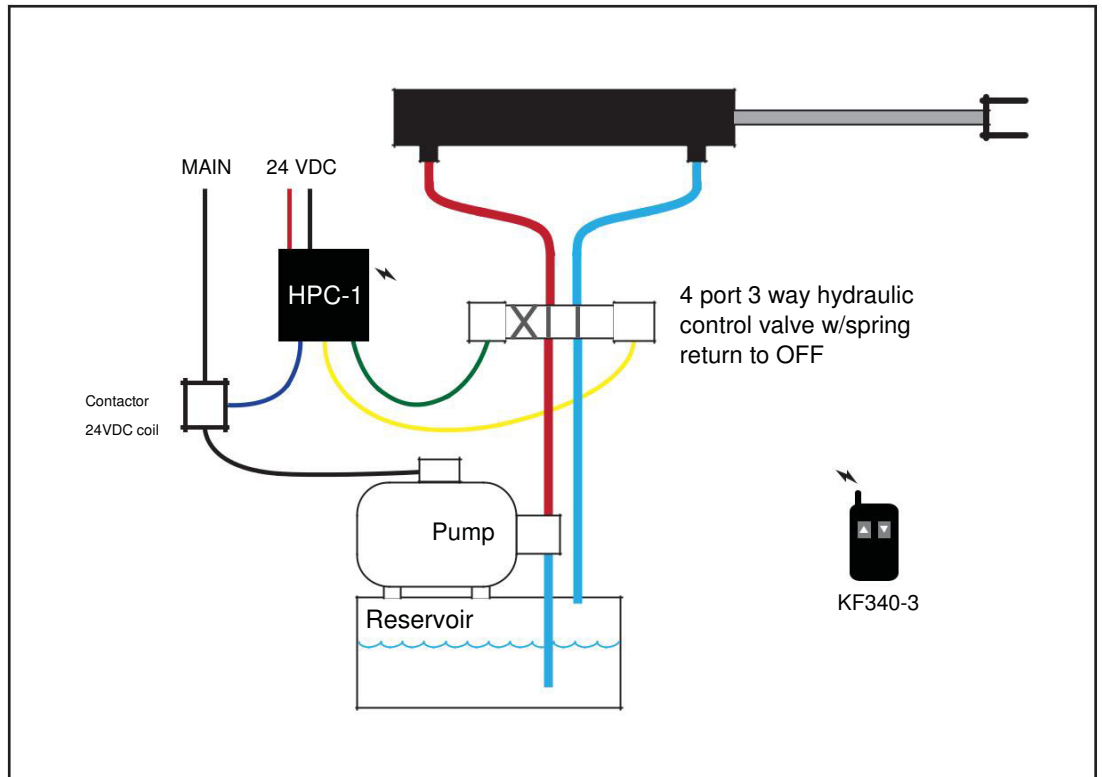 MAIN
24 VDC
HPC-1
4 port 3 way hydraulic
control valve w/spring
return to OFF
Contactor
24VDC coil
Pump
Reservoir
KF340-3